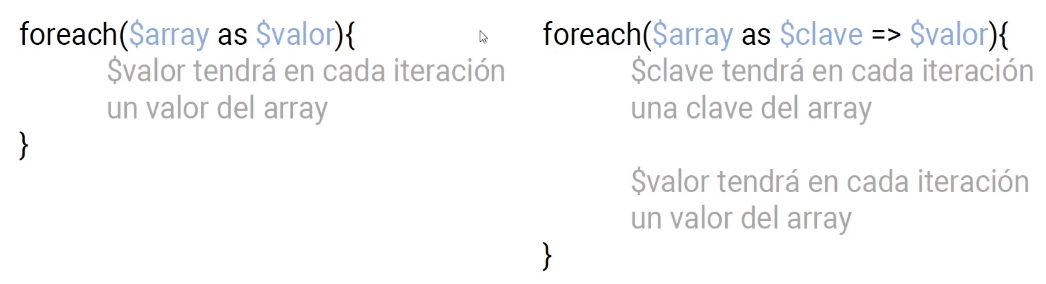 foreach($array as $valor){
$valor tendrá en cada iteración
un valor del array
}
foreach($array as $clave => $valor){
$clave tendrá en cada iteración
una clave del array
$valor tendrá en cada iteración
un valor del array
}